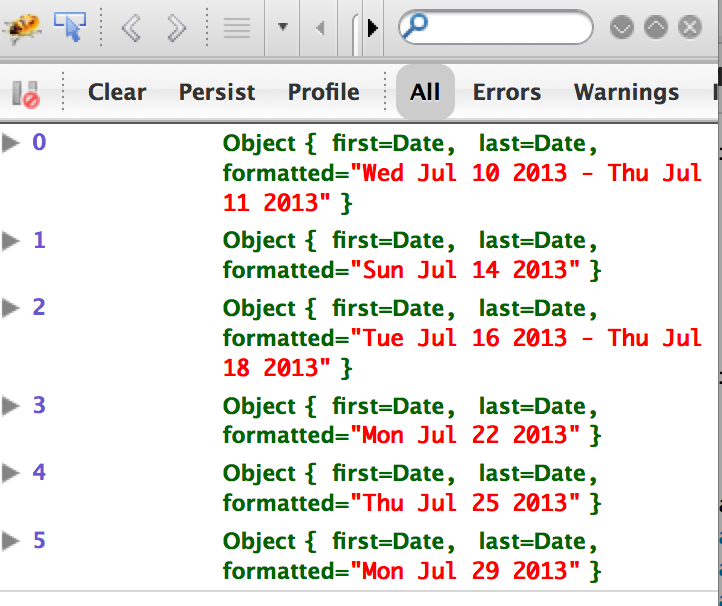 Clear Persist Profile All Errors Warnings
0 Object { first=Date, last=Date,
formatted="Wed Jul 10 2013 - Thu Jul
11 2013" }
1 Object { first=Date, last=Date,
formatted="Sun Jul 14 2013" }
2 Object { first=Date, last=Date,
formatted="Tue Jul 16 2013 - Thu Jul
18 2013" }
3 Object { first=Date, last=Date,
formatted="Mon Jul 22 2013" }
4 Object { first=Date, last=Date,
formatted="Thu Jul 25 2013" }
5 Object { first=Date, last=Date,
formatted="Mon Jul 29 2013" }